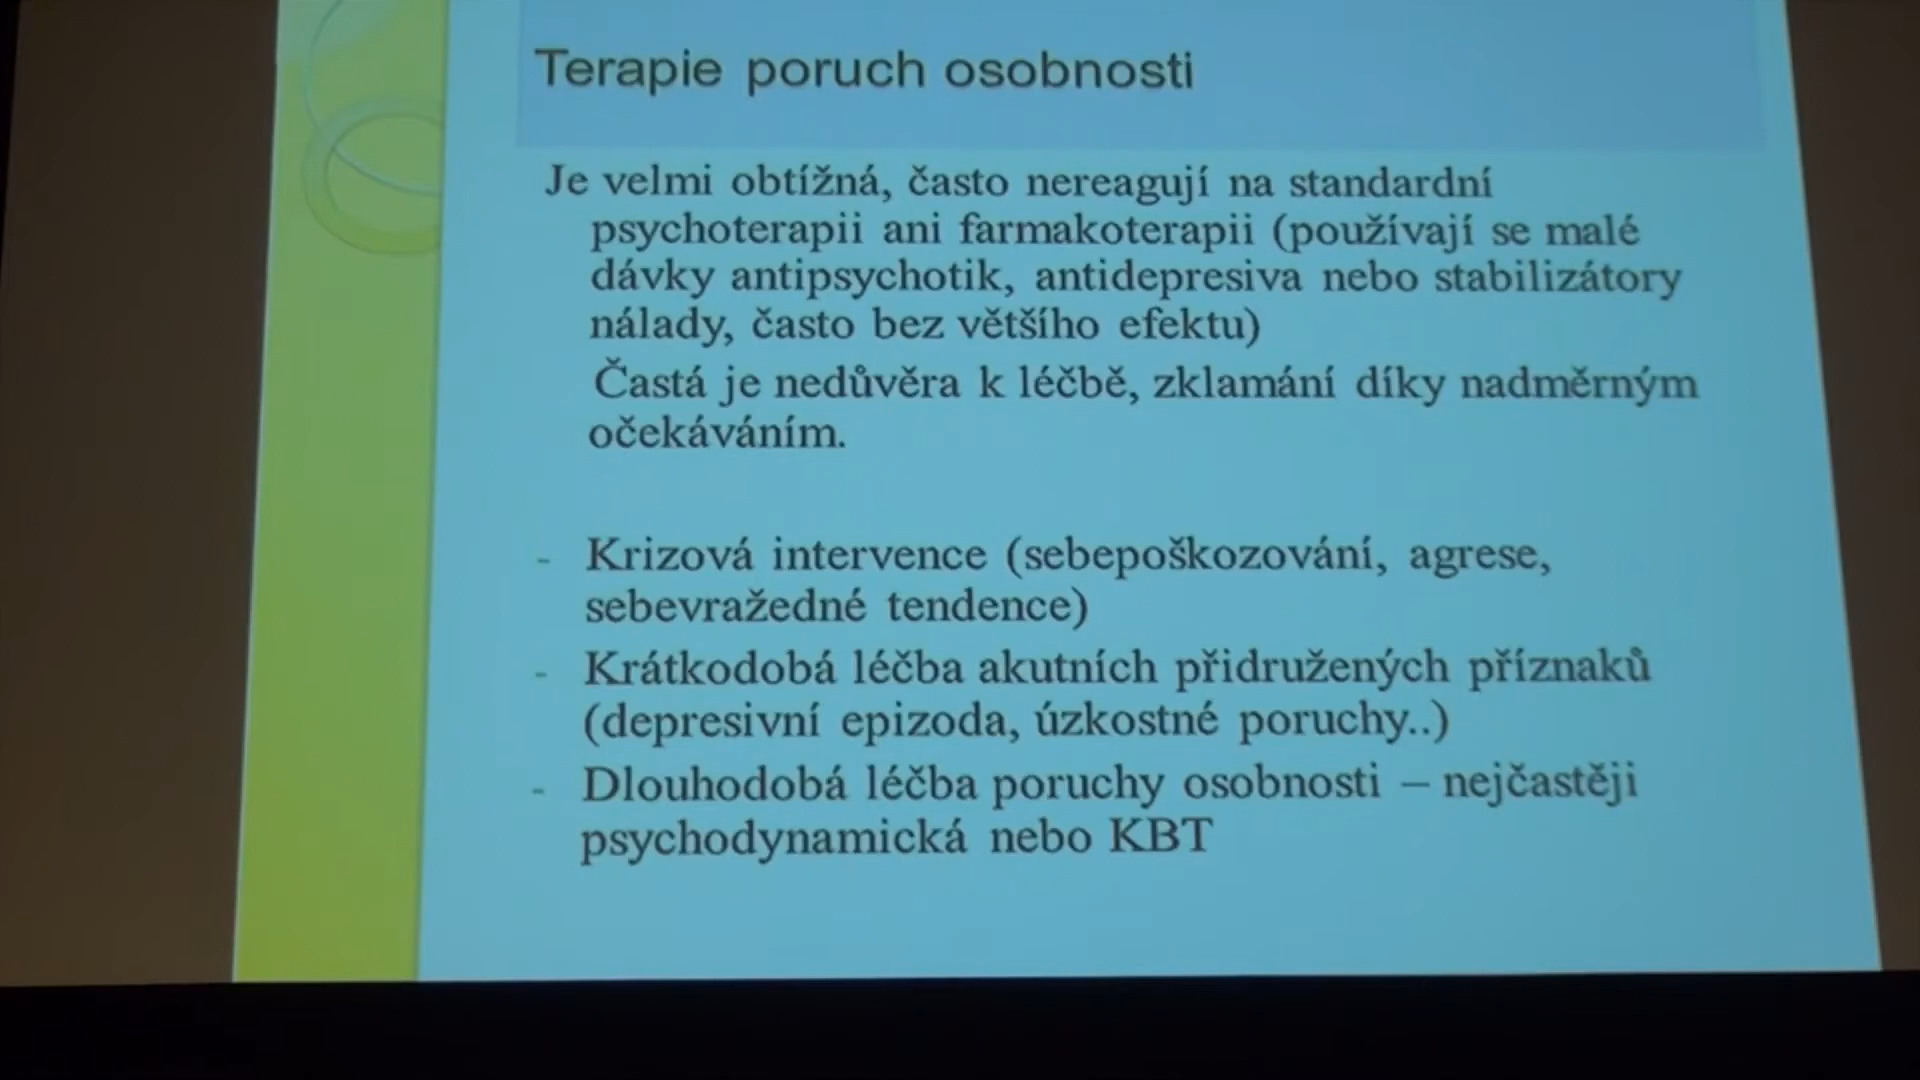 Terapie poruch osobnosti
Je velmi obtížná, často nereagují na standardní
psychoterapii ani farmakoterapii (používají se malé
dávky antipsychotik, antidepresiva nebo stabilizátory
nálady, často bez většího efektu)
Častá je nedůvěra k léčbě, zklamání díky nadměrným
očekáváním.
- Krizová intervence (sebepoškozování, agrese,
sebevražedné tendence)
- Krátkodobá léčba akutních přidružených příznaků
(depresivní epizoda, úzkostné poruchy..)
- Dlouhodobá léčba poruchy osobnosti – nejčastěji
psychodynamická nebo KBT